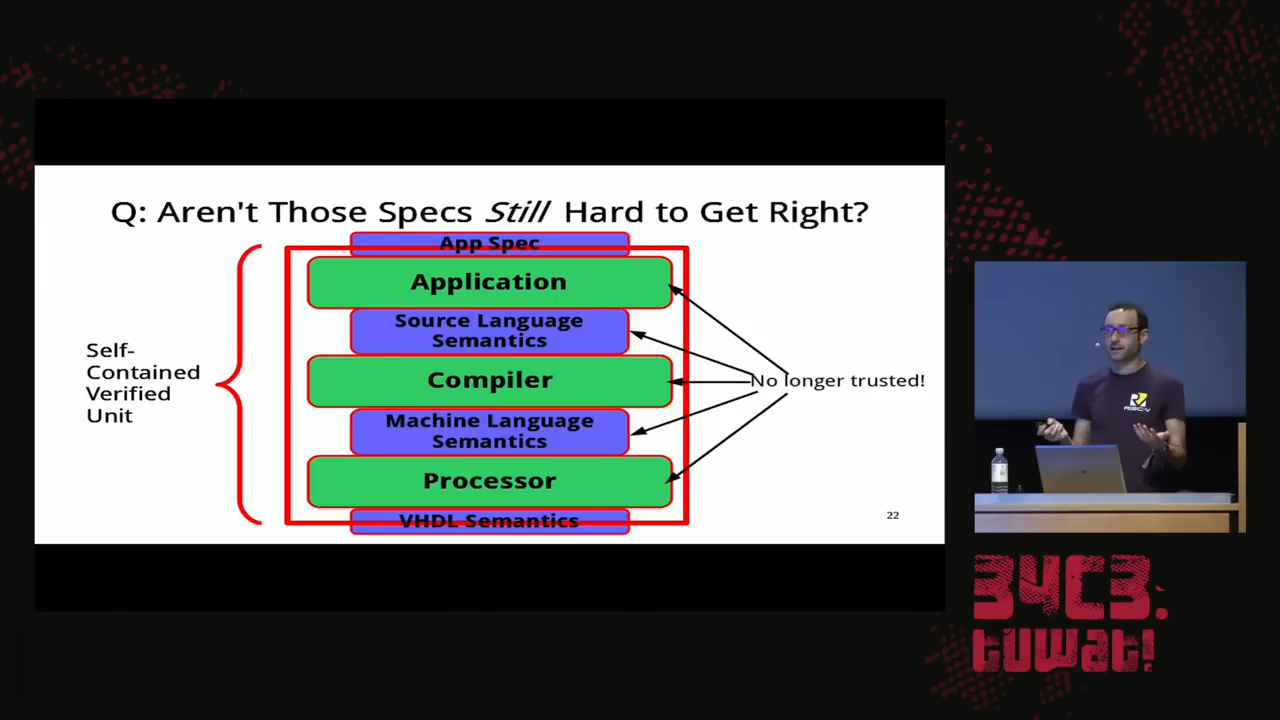 Q: Aren't Those Specs Still Hard to Get Right?
App Spec
Application
Source Language
Semantics
Compiler
Machine Language
Semantics
Processor
VHDL Semantics
Self-
Contained
Verified
Unit
No longer trusted!
22
RISC-V
34C3.
tuwat!